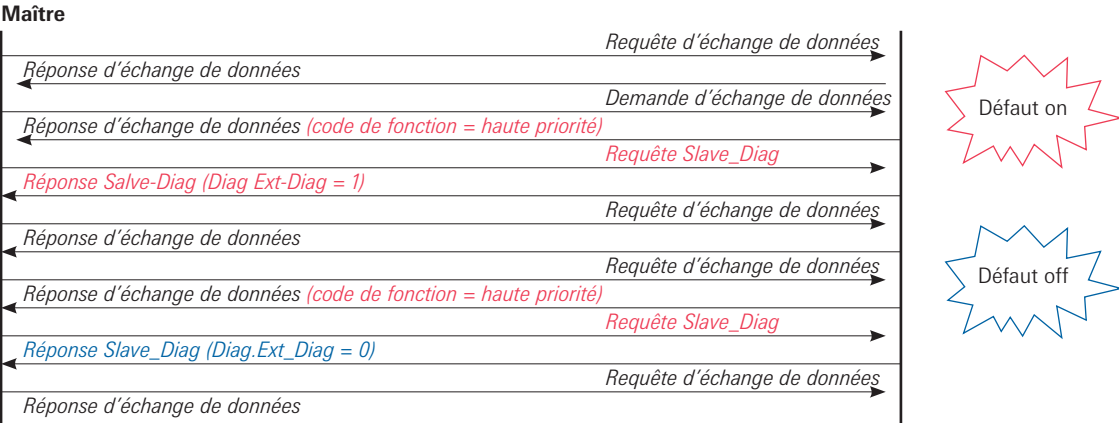 Maître
Requête d'échange de données
Réponse d'échange de données
Demande d'échange de données
Défaut on
Réponse d'échange de données (code de fonction = haute priorité)
Requête Slave_Diag
Réponse Salve-Diag (Diag Ext-Diag = 1)
Requête d'échange de données
Réponse d'échange de données
Requête d'échange de données
Défaut off
Réponse d'échange de données (code de fonction = haute priorité)
Requête Slave_Diag
Réponse Slave_Diag (Diag.Ext_Diag = 0)
Requête d'échange de données
Réponse d'échange de données